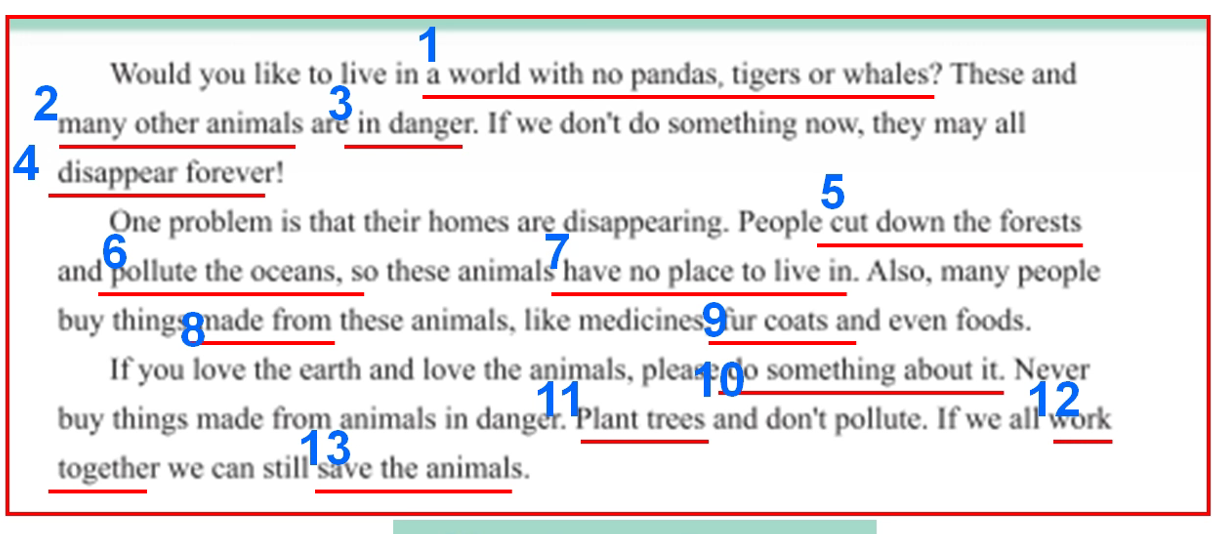 1
Would you like to live in a world with no pandas, tigers or whales? These and
2 3
many other animals are in danger. If we don't do something now, they may all
4 disappear forever!
5
One problem is that their homes are disappearing. People cut down the forests
6 7
and pollute the oceans, so these animals have no place to live in. Also, many people
8 9
buy things made from these animals, like medicines, fur coats and even foods.
10
If you love the earth and love the animals, please do something about it. Never
11 12
buy things made from animals in danger. Plant trees and don't pollute. If we all work
13
together we can still save the animals.